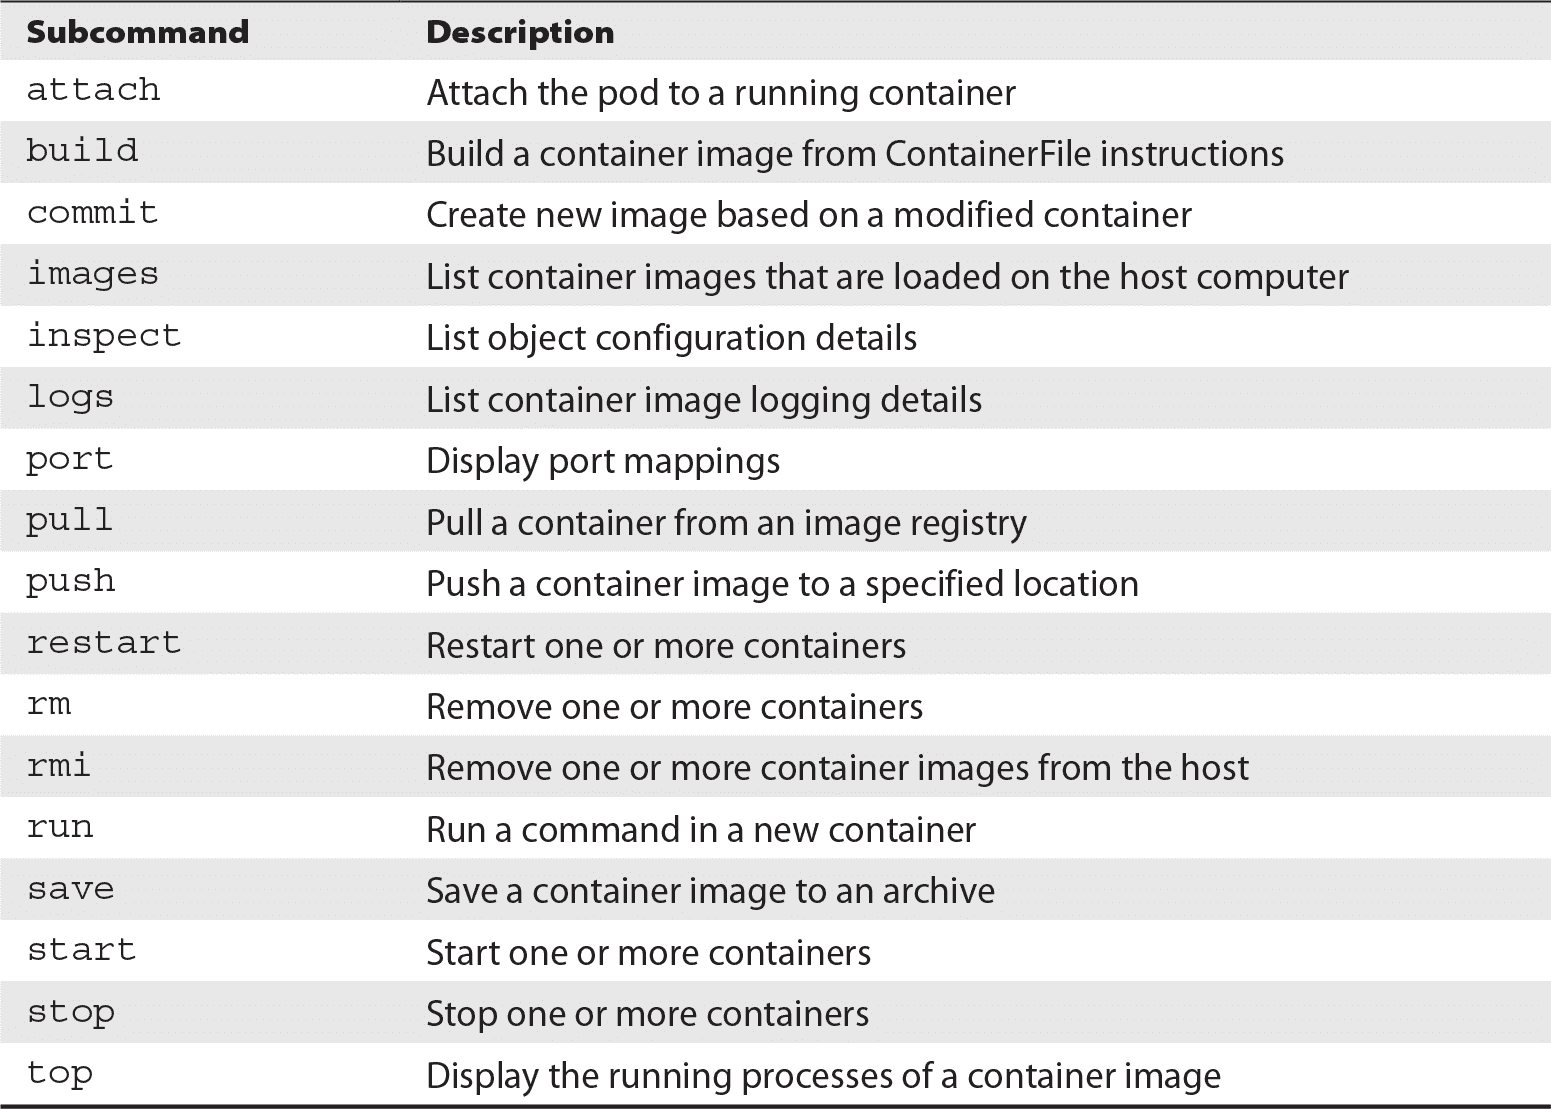 Subcommand Description
attach Attach the pod to a running container
build Build a container image from ContainerFile instructions
commit Create new image based on a modified container
images List container images that are loaded on the host computer
inspect List object configuration details
logs List container image logging details
port Display port mappings
pull Pull a container from an image registry
push Push a container image to a specified location
restart Restart one or more containers
rm Remove one or more containers
rmi Remove one or more container images from the host
run Run a command in a new container
save Save a container image to an archive
start Start one or more containers
stop Stop one or more containers
top Display the running processes of a container image